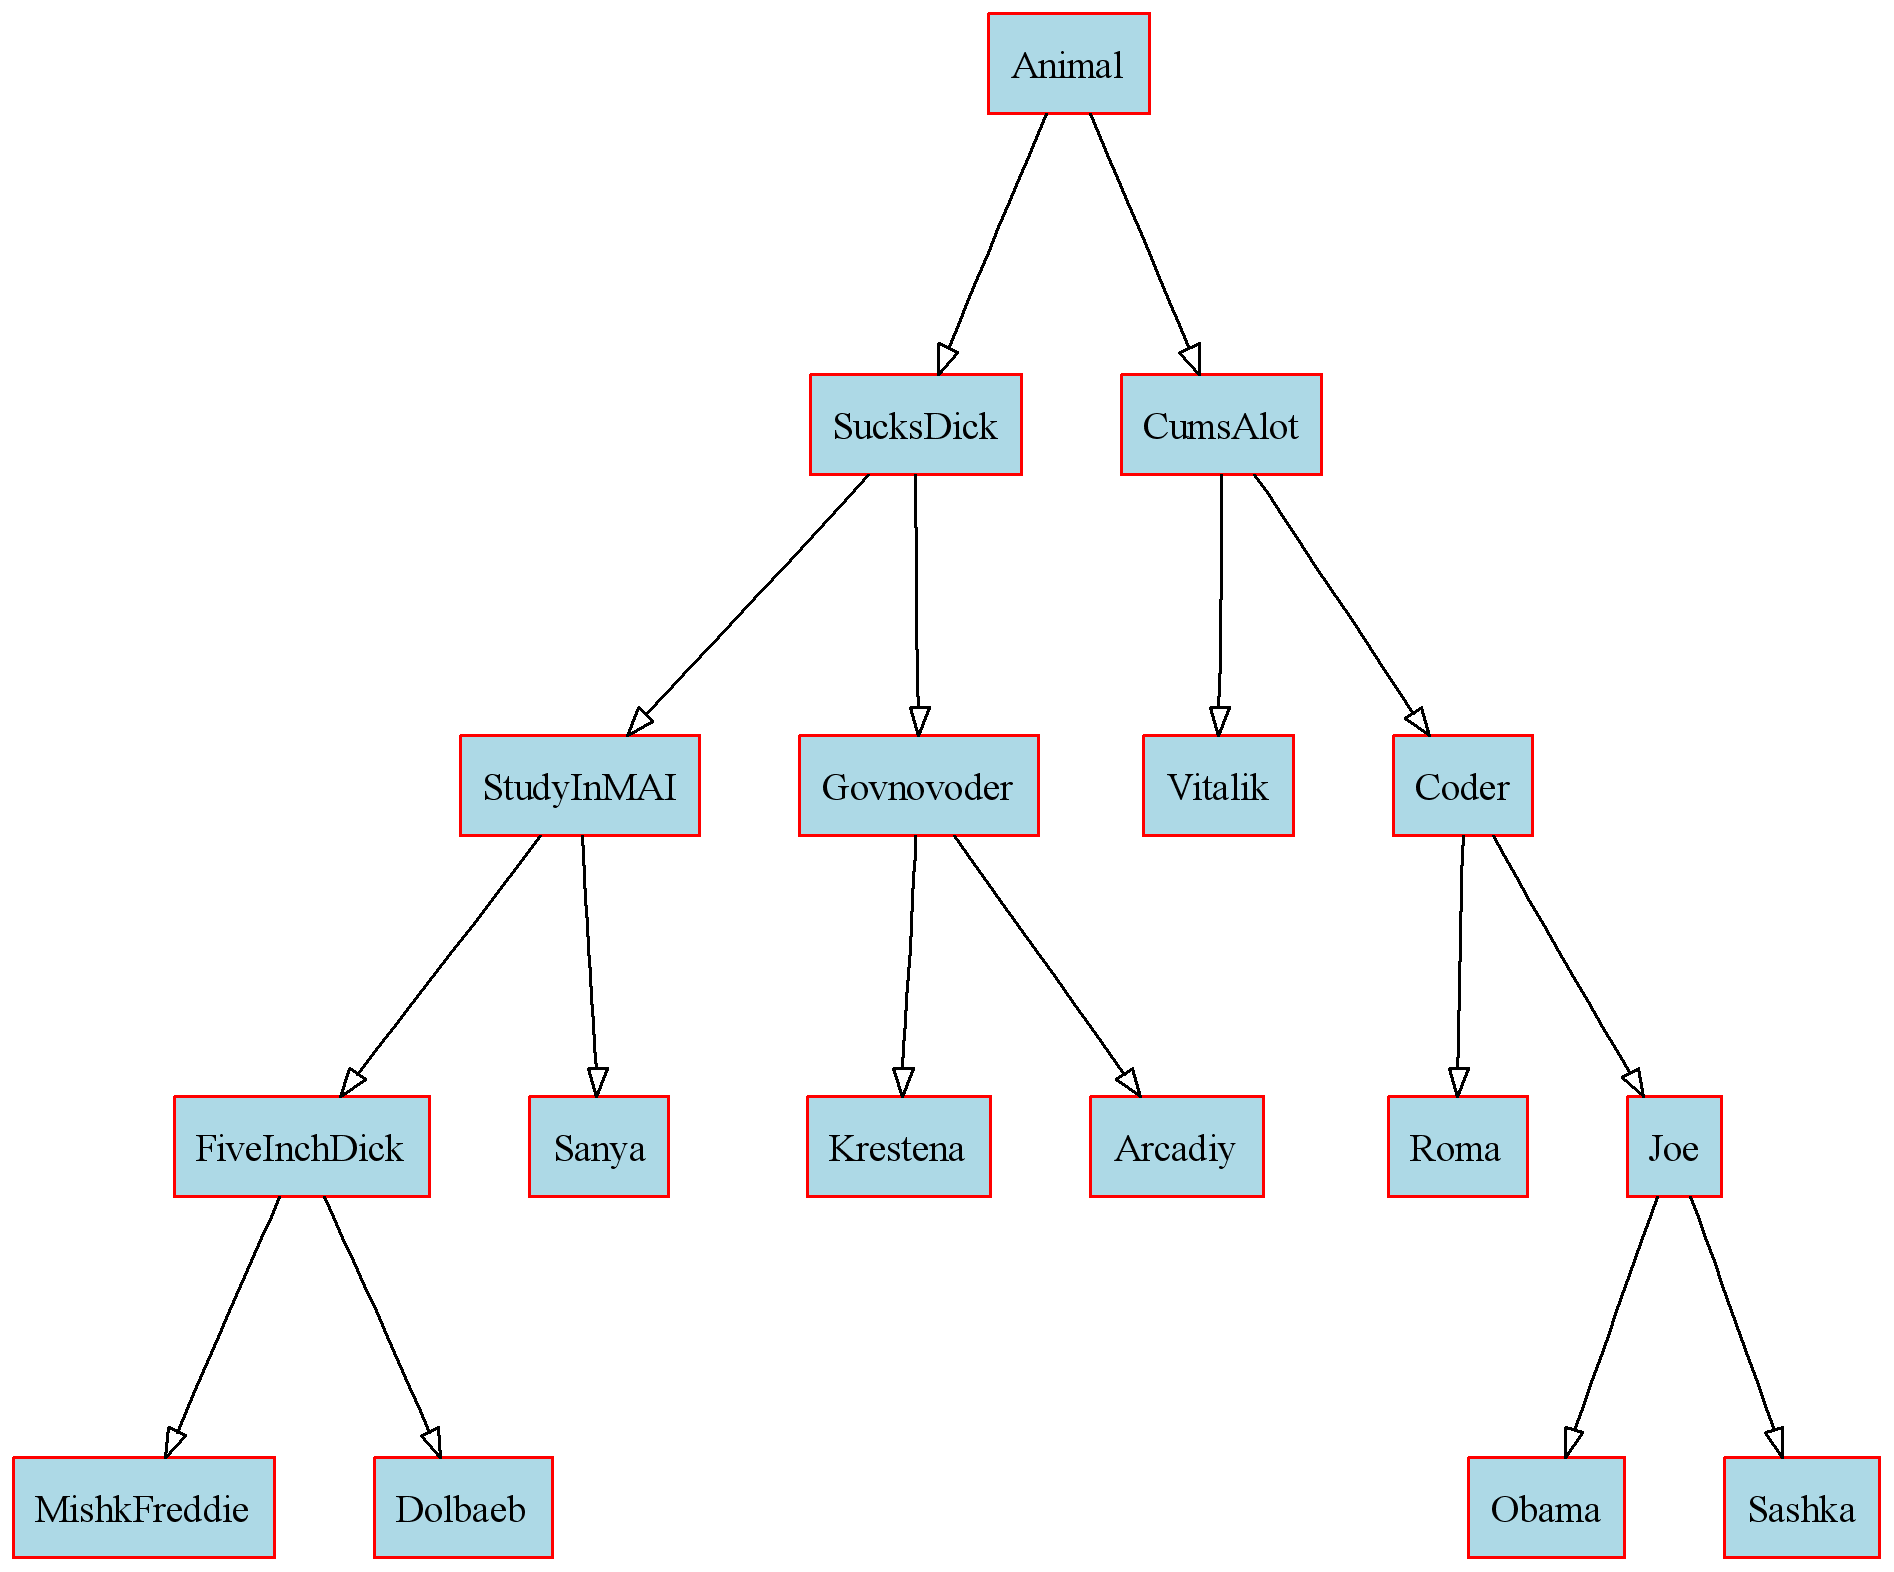 Animal
SucksDick
CumsAlot
StudyInMAI
Govnovoder
Vitalik
Coder
FiveInchDick
Sanya
Krestena
Arcadiy
Roma
Joe
MishkFreddie
Dolbaeb
Obama
Sashka